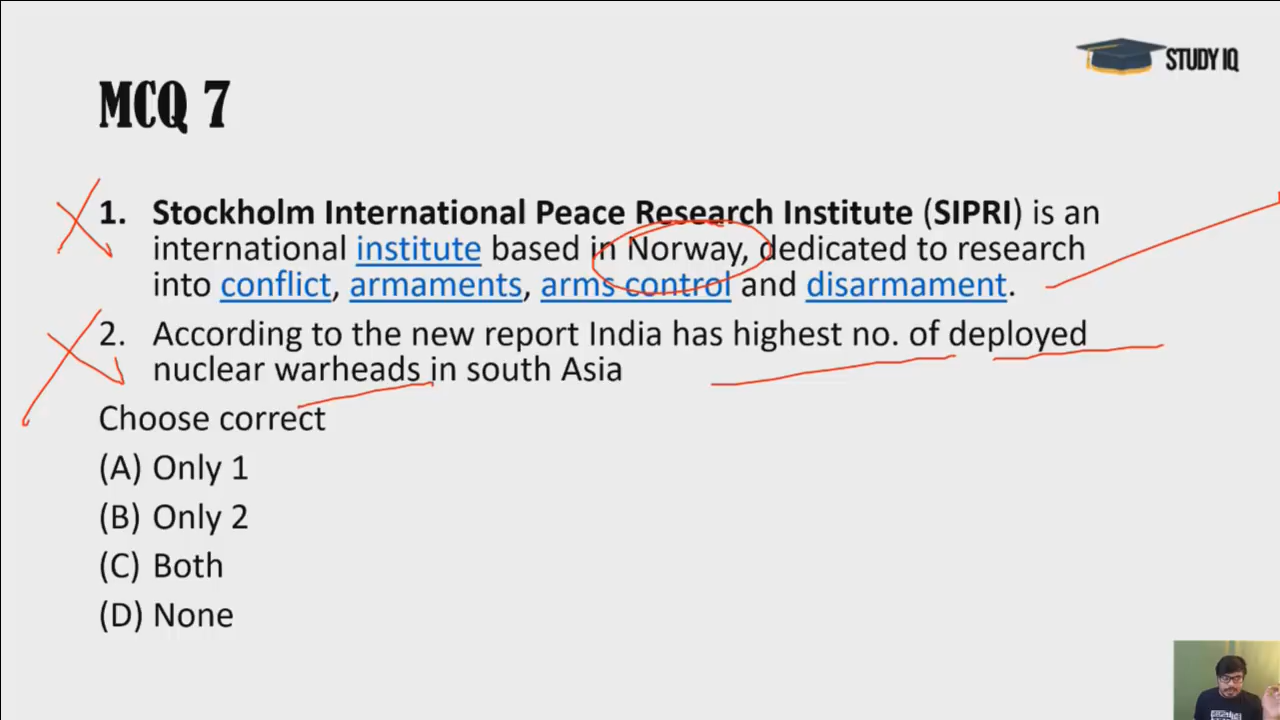 STUDY IQ
MCQ 7
1. Stockholm International Peace Research Institute (SIPRI) is an
international institute based in Norway, dedicated to research
into conflict, armaments, arms control and disarmament.
2. According to the new report India has highest no. of deployed
nuclear warheads in south Asia
Choose correct
(A) Only 1
(B) Only 2
(C) Both
(D) None